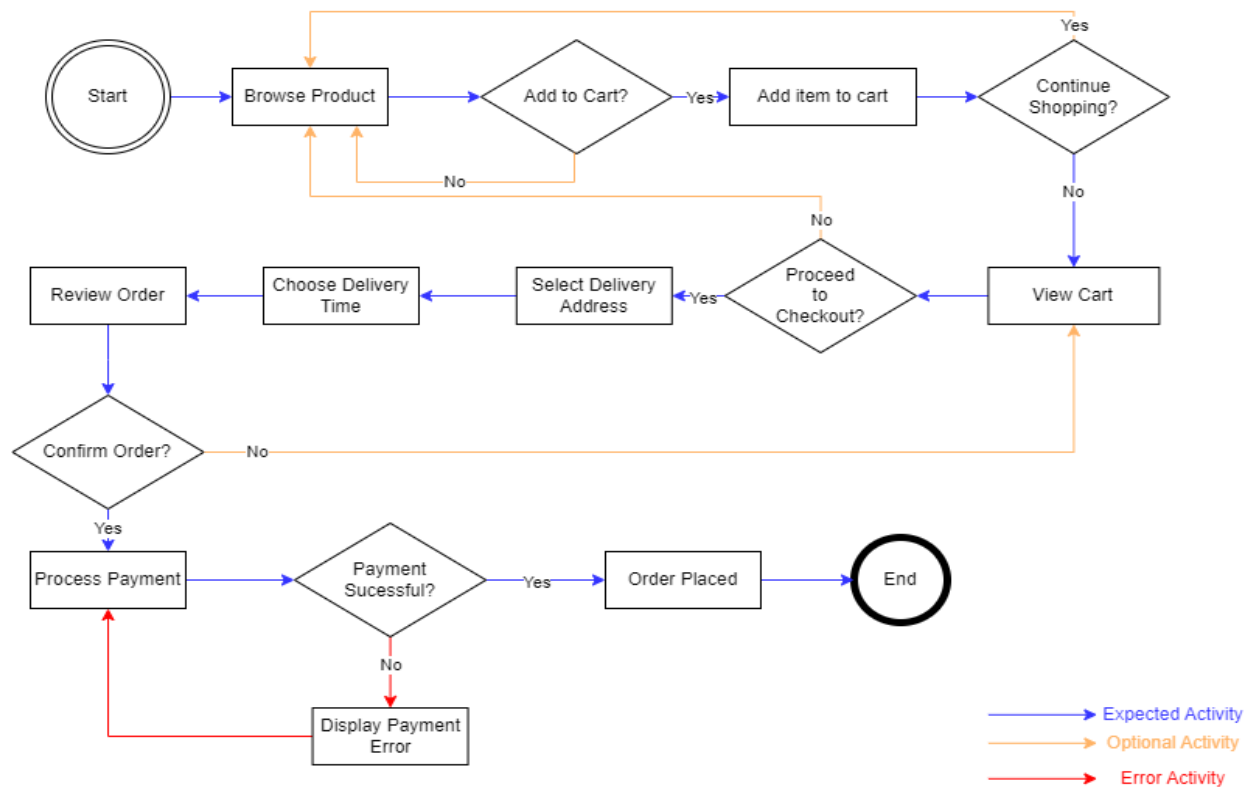 Yes
Start
Browse Product
Add to Cart?
Yes
Add item to cart
Continue
Shopping?
No
No
No
Review Order
Choose Delivery
Time
Select Delivery
Address
Yes
Proceed
to
Checkout?
View Cart
Confirm Order?
No
Yes
Process Payment
Payment
Sucessful?
Yes
Order Placed
End
No
Display Payment
Error
Expected Activity
Optional Activity
Error Activity